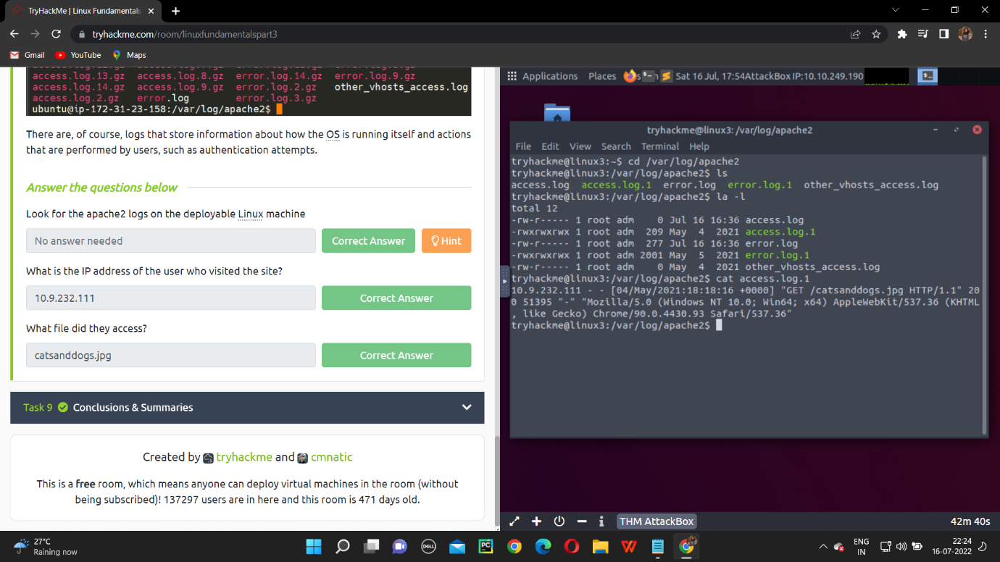 TryHackMe | Linux Fundamentals
tryhackme.com/room/linuxfundamentalspart3
Gmail YouTube Maps
access.log.13.gz access.log.8.gz error.log.14.gz error.log.9.gz
access.log.14.gz access.log.9.gz error.log.2.gz other_vhosts_access.log
access.log.2.gz error.log error.log.3.gz
ubuntu@ip-172-31-23-158:/var/log/apache2$
There are, of course, logs that store information about how the OS is running itself and actions
that are performed by users, such as authentication attempts.
Answer the questions below
Look for the apache2 logs on the deployable Linux machine
No answer needed Correct Answer Hint
What is the IP address of the user who visited the site?
10.9.232.111 Correct Answer
What file did they access?
catsanddogs.jpg Correct Answer
Task 9 Conclusions & Summaries
Created by tryhackme and cmnatic
This is a free room, which means anyone can deploy virtual machines in the room (without
being subscribed)! 137297 users are in here and this room is 471 days old.
Applications Places Sat 16 Jul, 17:54 AttackBox IP:10.10.249.190
tryhackme@linux3: /var/log/apache2
File Edit View Search Terminal Help
tryhackme@linux3:~$ cd /var/log/apache2
tryhackme@linux3:/var/log/apache2$ ls
access.log access.log.1 error.log error.log.1 other_vhosts_access.log
tryhackme@linux3:/var/log/apache2$ la -l
total 12
-rw-r----- 1 root adm 0 Jul 16 16:36 access.log
-rwxrwxrwx 1 root adm 209 May 4 2021 access.log.1
-rw-r----- 1 root adm 277 Jul 16 16:36 error.log
-rwxrwxrwx 1 root adm 2001 May 5 2021 error.log.1
-rw-r----- 1 root adm 0 May 4 2021 other_vhosts_access.log
tryhackme@linux3:/var/log/apache2$ cat access.log.1
10.9.232.111 - - [04/May/2021:18:18:16 +0000] "GET /catsanddogs.jpg HTTP/1.1" 20
0 51395 "-" "Mozilla/5.0 (Windows NT 10.0; Win64; x64) AppleWebKit/537.36 (KHTML
, like Gecko) Chrome/90.0.4430.93 Safari/537.36"
tryhackme@linux3:/var/log/apache2$
THM AttackBox 42m 40s
27°C
Raining now
DELL
PC
ENG
IN
22:24
16-07-2022